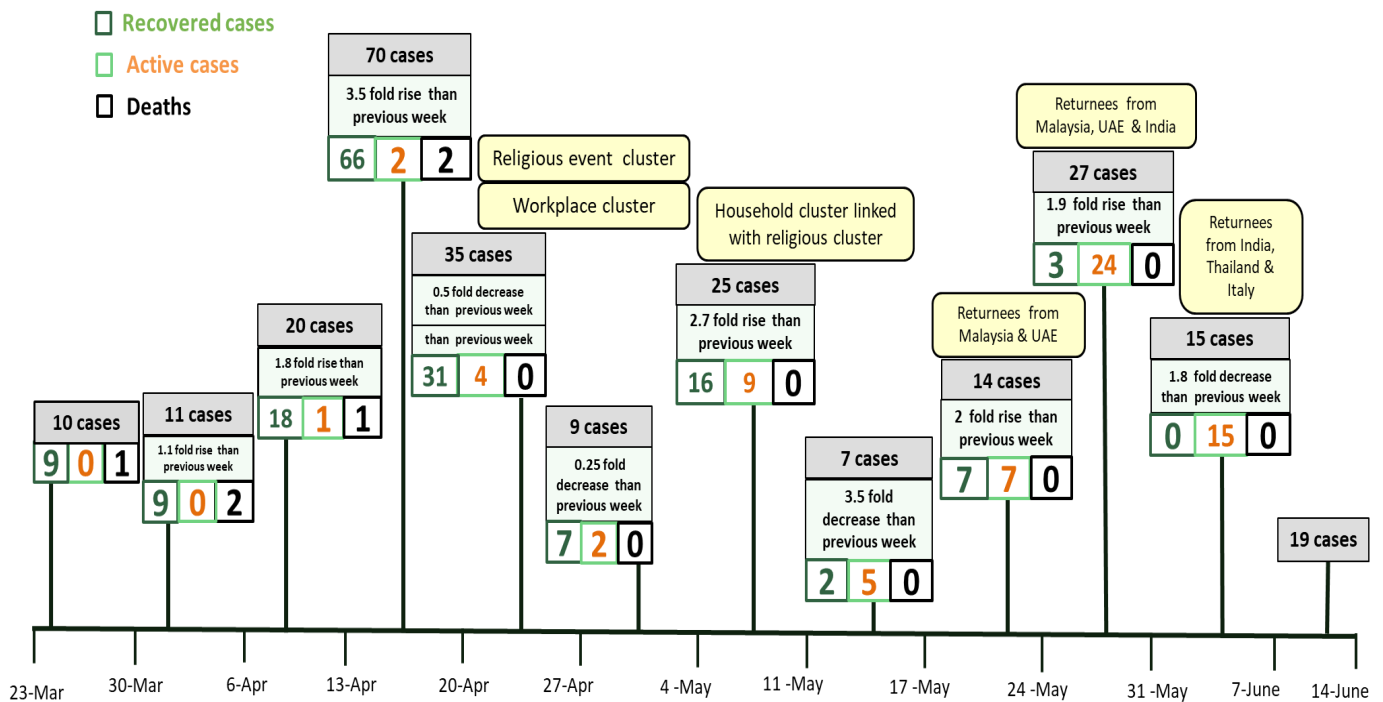 Recovered cases
Active cases
Deaths
10 cases
9 0 1
11 cases
1.1 fold rise than
previous week
9 0 2
20 cases
1.8 fold rise than
previous week
18 1 1
70 cases
3.5 fold rise than
previous week
66 2 2
Religious event cluster
Workplace cluster
35 cases
0.5 fold decrease
than previous week
than previous week
31 4 0
9 cases
0.25 fold
decrease than
previous week
7 2 0
Household cluster linked
with religious cluster
25 cases
2.7 fold rise than
previous week
16 9 0
7 cases
3.5 fold
decrease than
previous week
2 5 0
Returnees from
Malaysia & UAE
14 cases
2 fold rise than
previous week
7 7 0
Returnees from
Malaysia, UAE & India
27 cases
1.9 fold rise than
previous week
3 24 0
Returnees
from India,
Thailand &
Italy
15 cases
1.8 fold decrease
than previous week
0 15 0
19 cases
23-Mar 30-Mar 6-Apr 13-Apr 20-Apr 27-Apr 4 -May 11 -May 17 -May 24 -May 31 -May 7-June 14-June